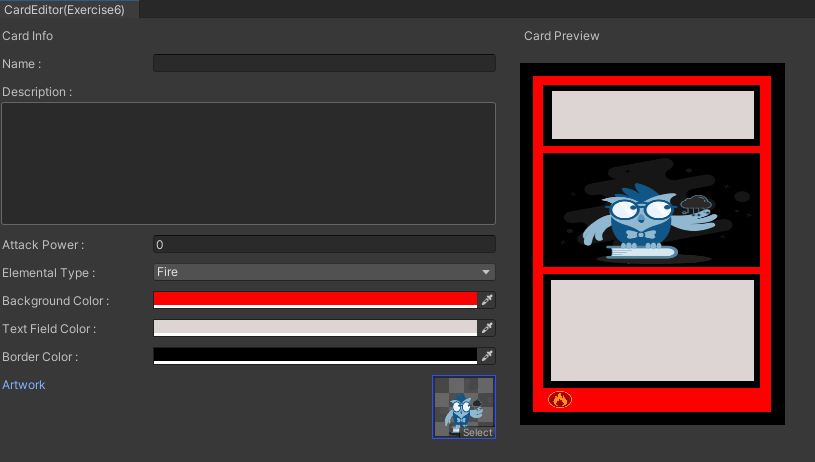 CardEditor(Exercise6)
Card Info
Card Preview
Name :
Description :
Attack Power :
0
Elemental Type :
Fire
Background Color :
Text Field Color :
Border Color :
Artwork
Select